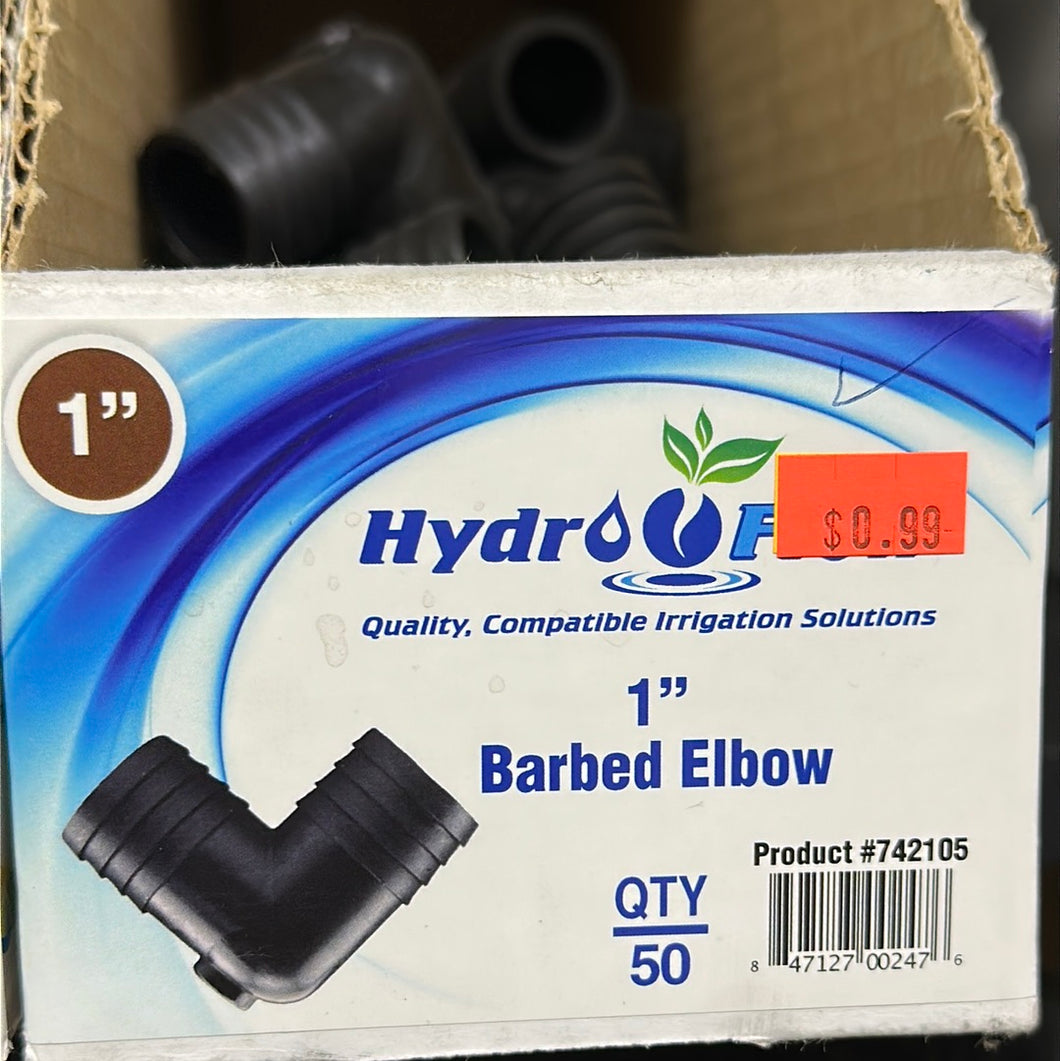 1”
Hydro
$0.99
Quality, Compatible Irrigation Solutions
1”
Barbed Elbow
Product #742105
QTY
50
8 47127 00247 6